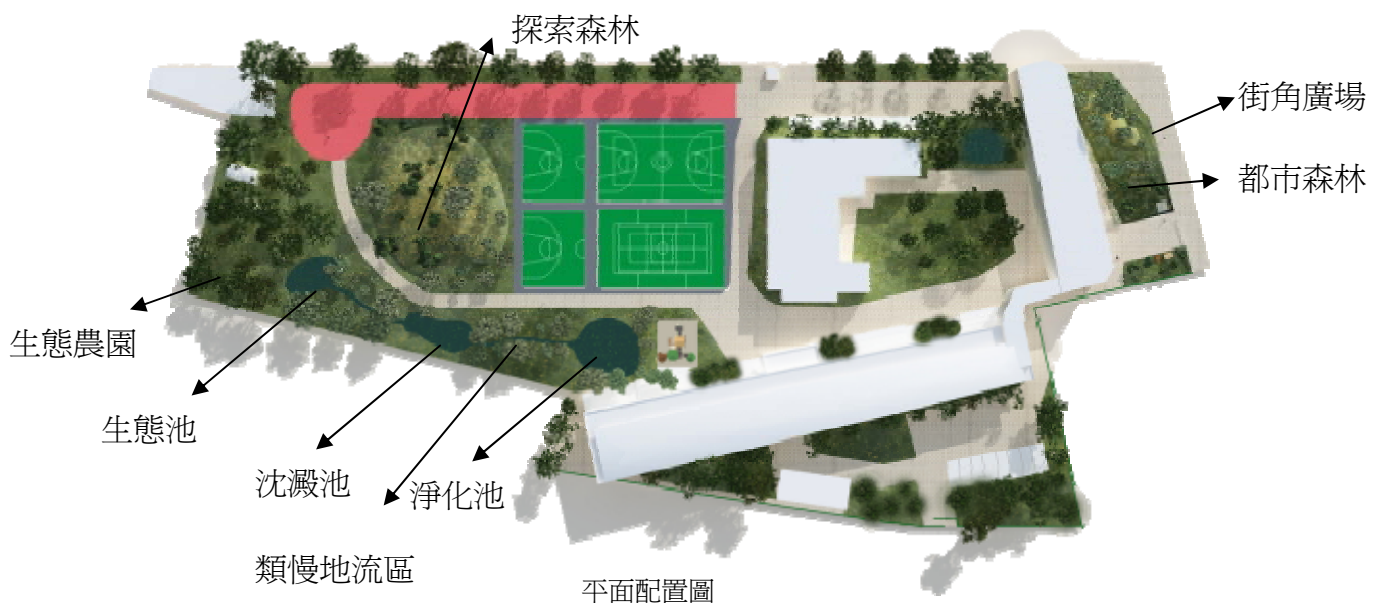 探索森林
街角廣場
都市森林
生態農園
生態池
沈澱池
淨化池
類慢地流區
平面配置圖